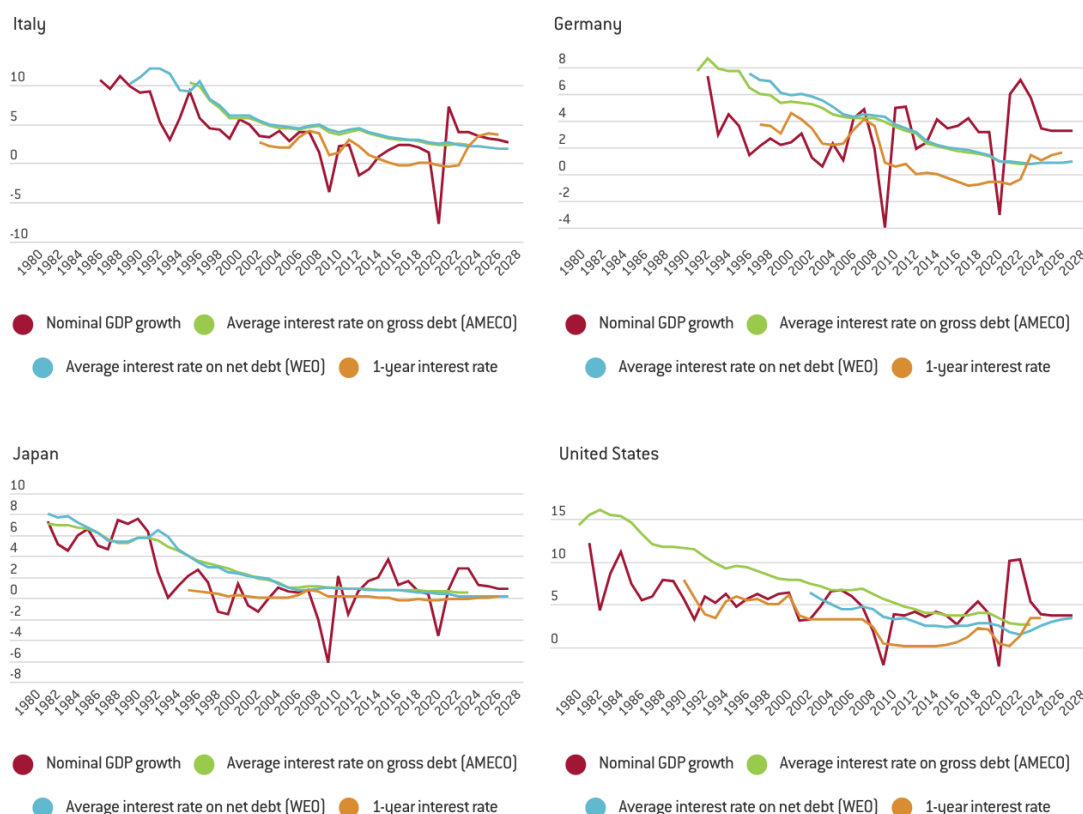 Italy
10
5
0
-5
-10
1980 1982 1984 1986 1988 1990 1992 1994 1996 1998 2000 2002 2004 2006 2008 2010 2012 2014 2016 2018 2020 2021 2024 2026 2028
Nominal GDP growth Average interest rate on gross debt (AMECO)
Average interest rate on net debt (WEO) 1-year interest rate
Germany
8
6
4
2
0
-2
-4
1980 1982 1984 1986 1988 1990 1992 1994 1996 1998 2000 2002 2004 2006 2008 2010 2012 2014 2016 2018 2020 2022 2024 2026 2028
Nominal GDP growth Average interest rate on gross debt (AMECO)
Average interest rate on net debt (WEO) 1-year interest rate
Japan
10
8
6
4
2
0
-2
-4
-6
-8
1980 1982 1984 1986 1988 1990 1992 1994 1996 1998 2000 2002 2004 2006 2008 2010 2012 2014 2016 2018 2020 2022 2024 2026 2028
Nominal GDP growth Average interest rate on gross debt (AMECO)
Average interest rate on net debt (WEO) 1-year interest rate
United States
15
10
5
0
1980 1982 1984 1986 1988 1990 1992 1994 1996 1998 2000 2002 2004 2006 2008 2010 2012 2014 2016 2018 2020 2022 2024 2026 2028
Nominal GDP growth Average interest rate on gross debt (AMECO)
Average interest rate on net debt (WEO) 1-year interest rate